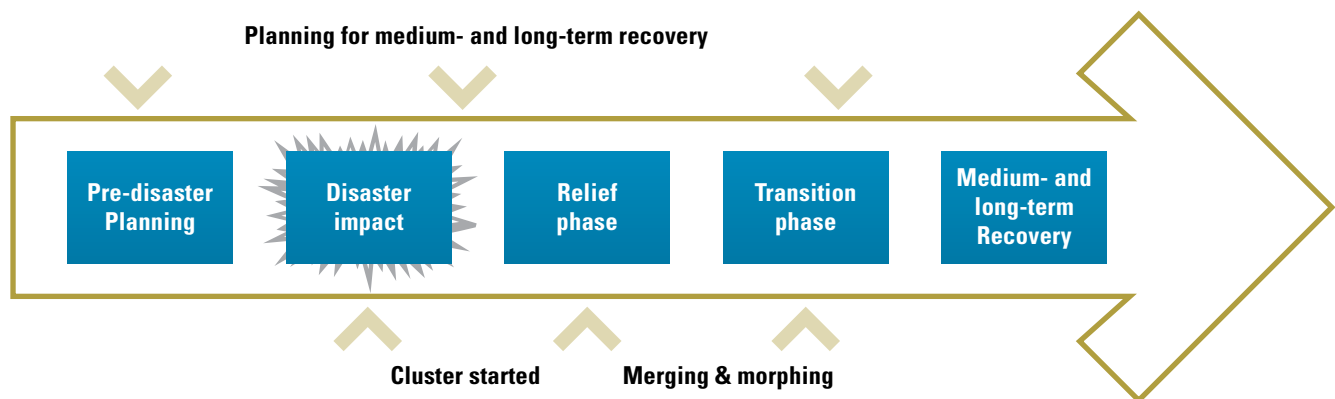 Planning for medium- and long-term recovery
Pre-disaster
Planning
Disaster
impact
Relief
phase
Transition
phase
Medium- and
long-term
Recovery
Cluster started
Merging & morphing